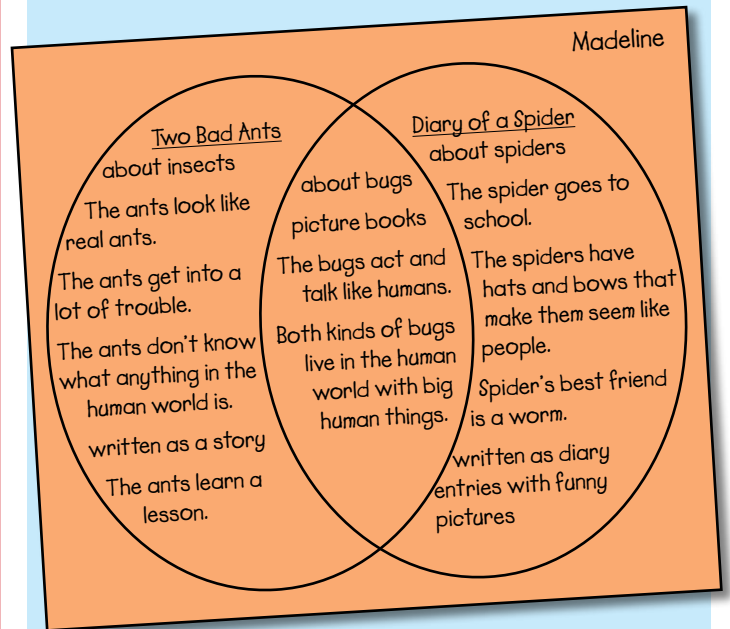 Madeline
Two Bad Ants
about insects
The ants look like
real ants.
The ants get into a
lot of trouble.
The ants don't know
what anything in the
human world is.
written as a story
The ants learn a
lesson.
about bugs
picture books
The bugs act and
talk like humans.
Both kinds of bugs
live in the human
world with big
human things.
Diary of a Spider
about spiders
The spider goes to
school.
The spiders have
hats and bows that
make them seem like
people.
Spider's best friend
is a worm.
written as diary
entries with funny
pictures